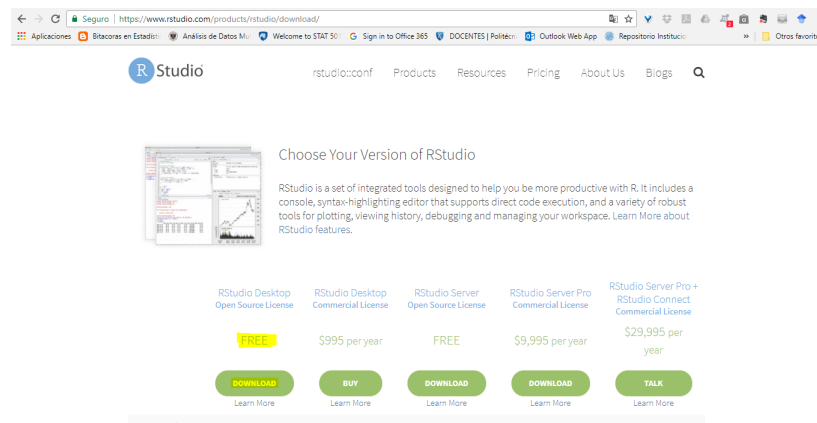 Seguro | https://www.rstudio.com/products/rstudio/download/
Aplicaciones Bitacoras en Estadísti Análisis de Datos Mu Welcome to STAT 50 Sign in to Office 365 DOCENTES | Politécn Outlook Web App Repositorio Institucio » Otros favorito
R Studio rstudio::conf Products Resources Pricing About Us Blogs
Choose Your Version of RStudio
RStudio is a set of integrated tools designed to help you be more productive with R. It includes a
console, syntax-highlighting editor that supports direct code execution, and a variety of robust
tools for plotting, viewing history, debugging and managing your workspace. Learn More about
RStudio features.
RStudio Desktop
Open Source License
FREE
DOWNLOAD
Learn More
RStudio Desktop
Commercial License
$995 per year
BUY
Learn More
RStudio Server
Open Source License
FREE
DOWNLOAD
Learn More
RStudio Server Pro
Commercial License
$9,995 per year
DOWNLOAD
Learn More
RStudio Server Pro +
RStudio Connect
Commercial License
$29,995 per
year
TALK
Learn More